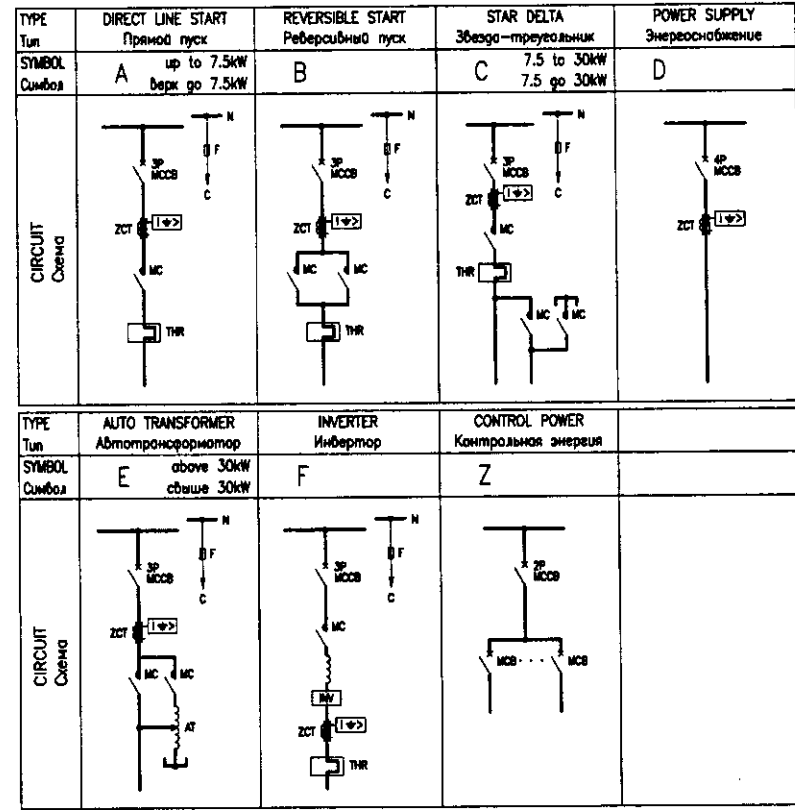 TYPE DIRECT LINE START REVERSIBLE START STAR DELTA POWER SUPPLY
Тип Прямой пуск Реверсивный пуск Звезда-треугольник Энергоснабжение
SYMBOL A up to 7.5kW B C 7.5 to 30kW D
Символ верх до 7.5kW 7.5 до 30kW
CIRCUIT
Схема
N
F
C
3P
MCCB
ZCT
I
MC
THR
N
F
C
3P
MCCB
ZCT
I
MC MC
THR
N
F
C
3P
MCCB
ZCT
I
MC
THR
MC MC
4P
MCCB
ZCT
I
TYPE AUTO TRANSFORMER INVERTER CONTROL POWER
Тип Автотрансформатор Инвертор Контрольная энергия
SYMBOL E above 30kW F Z
Символ свыше 30kW
CIRCUIT
Схема
N
F
C
3P
MCCB
ZCT
I
MC MC
AT
N
F
C
3P
MCCB
MC
INV
ZCT
I
THR
2P
MCCB
MCB MCB